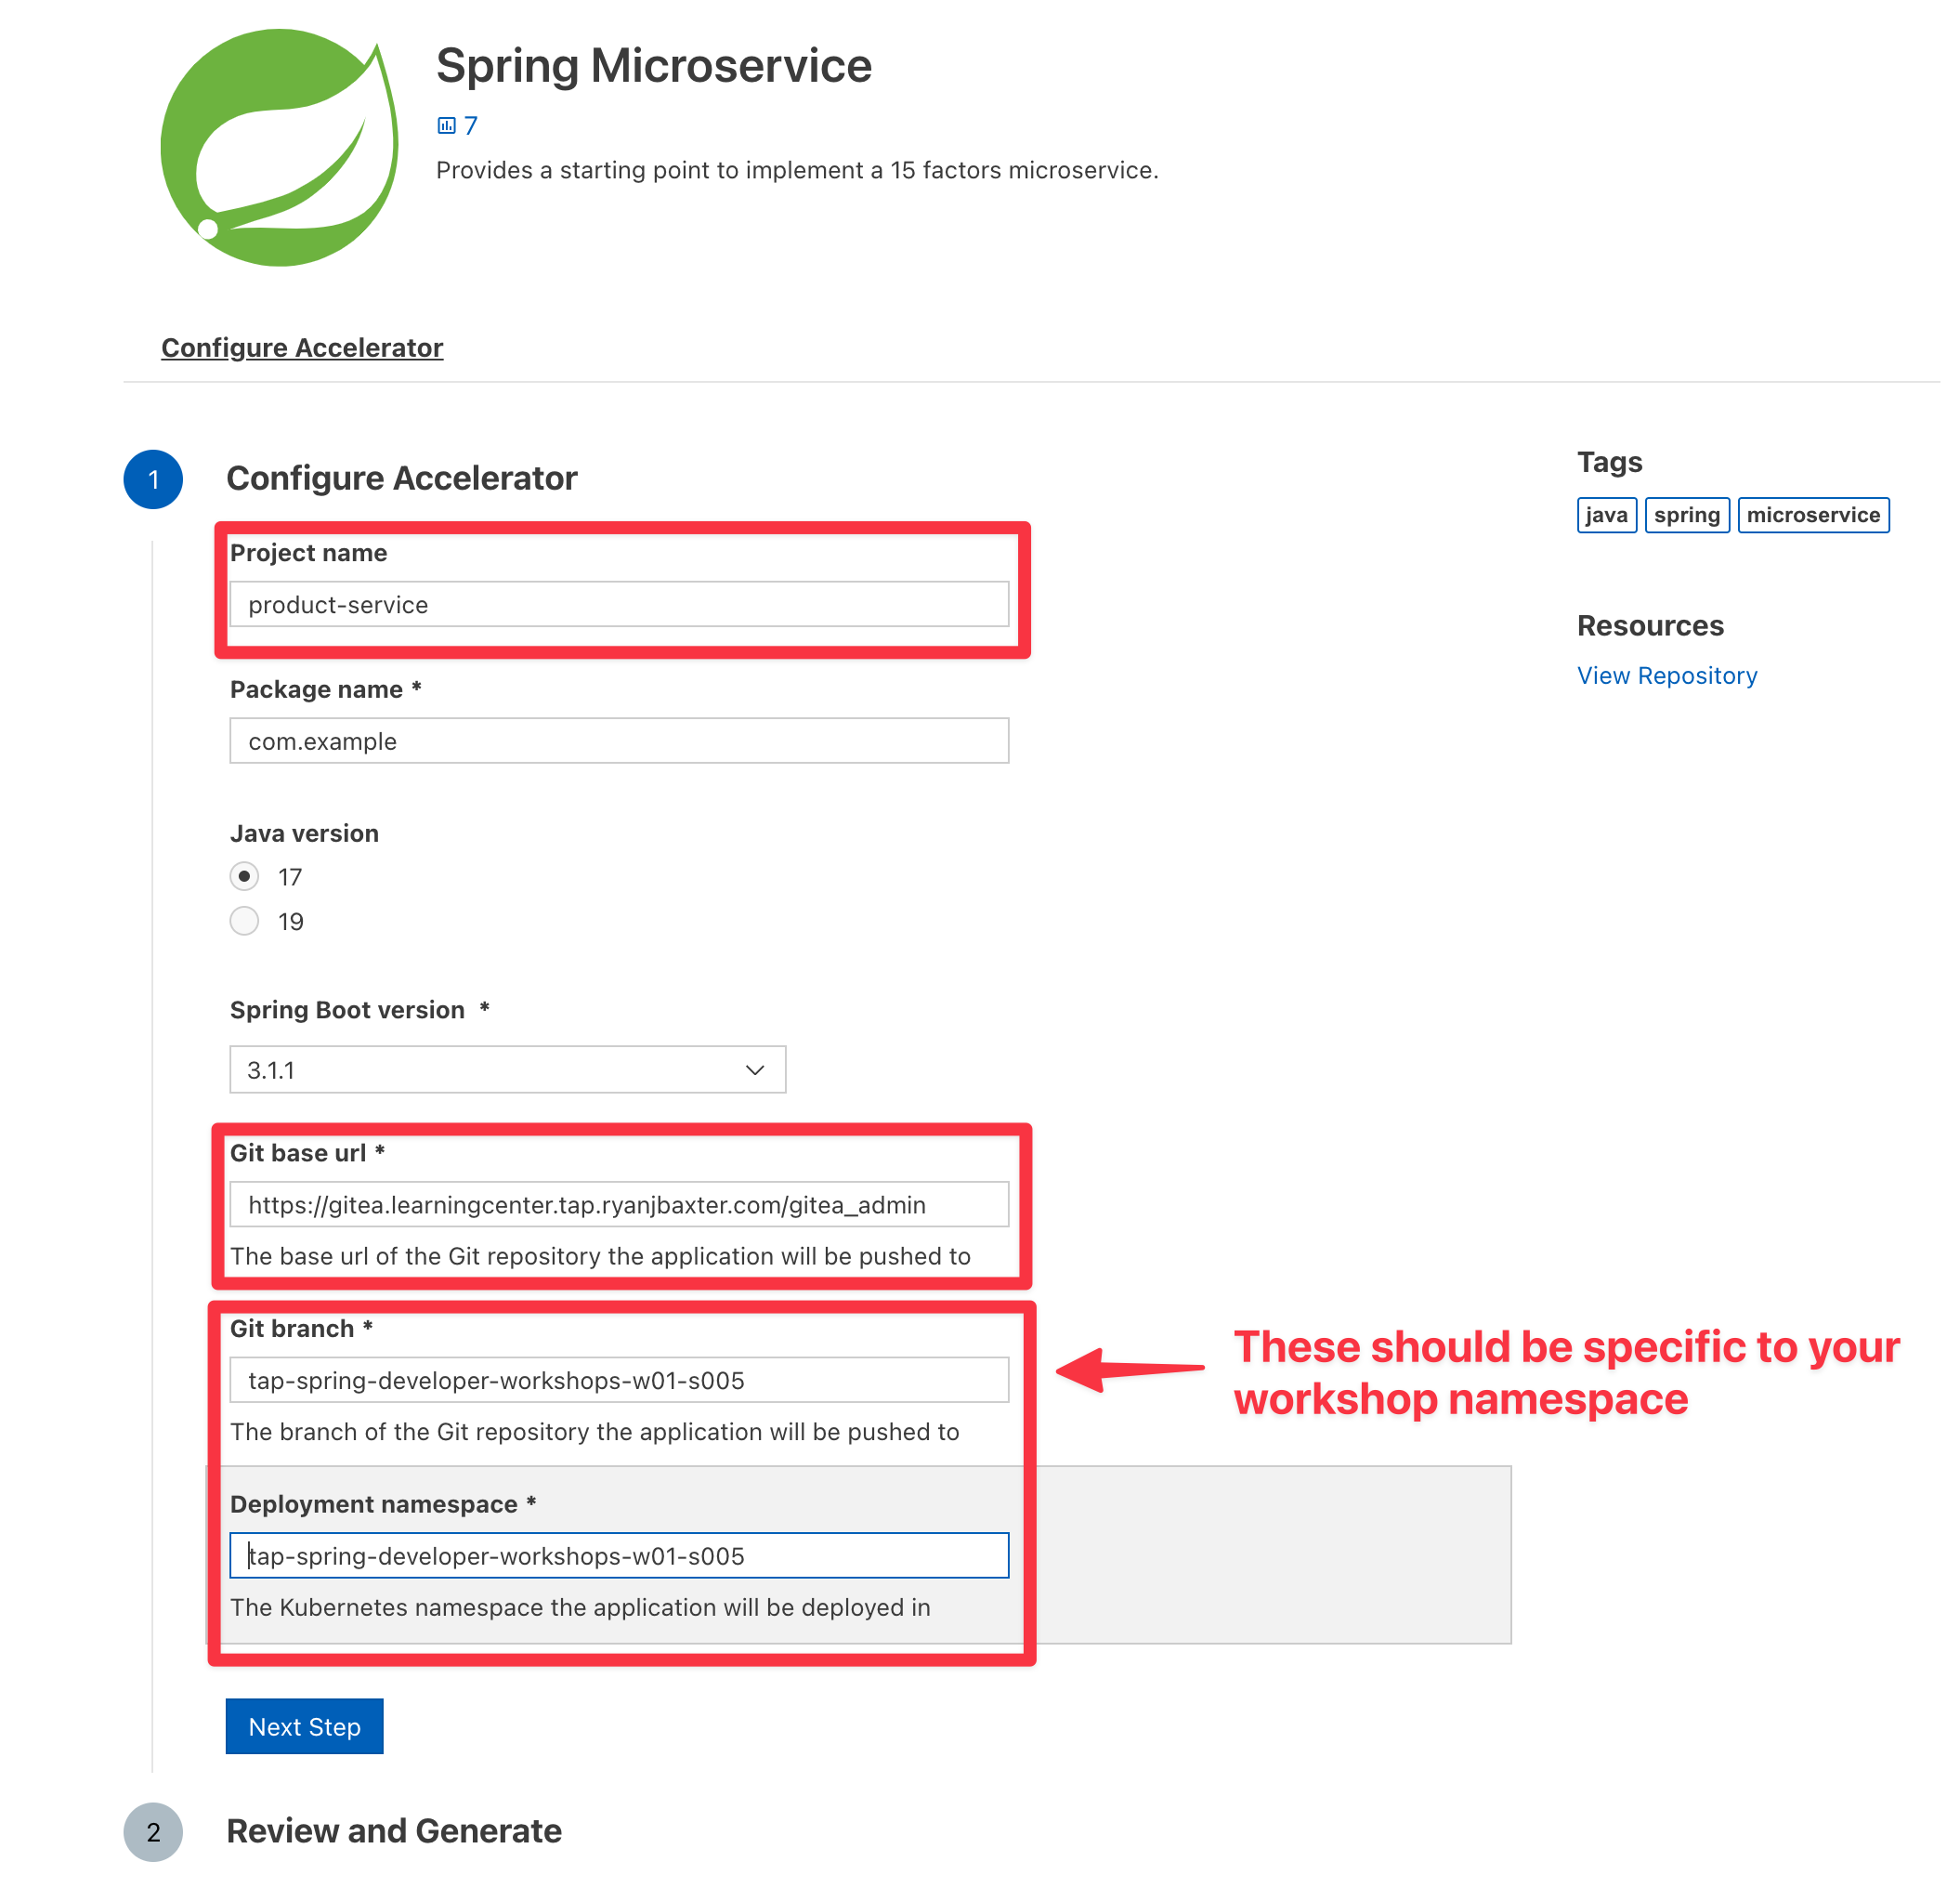 Spring Microservice
7
Provides a starting point to implement a 15 factors microservice.
Configure Accelerator
1
Configure Accelerator
Project name
product-service
Package name *
com.example
Java version
17
19
Spring Boot version *
3.1.1
Git base url *
https://gitea.learningcenter.tap.ryanjbaxter.com/gitea_admin
The base url of the Git repository the application will be pushed to
Git branch *
tap-spring-developer-workshops-w01-s005
The branch of the Git repository the application will be pushed to
These should be specific to your
workshop namespace
Deployment namespace *
tap-spring-developer-workshops-w01-s005
The Kubernetes namespace the application will be deployed in
Next Step
2
Review and Generate
Tags
java spring microservice
Resources
View Repository